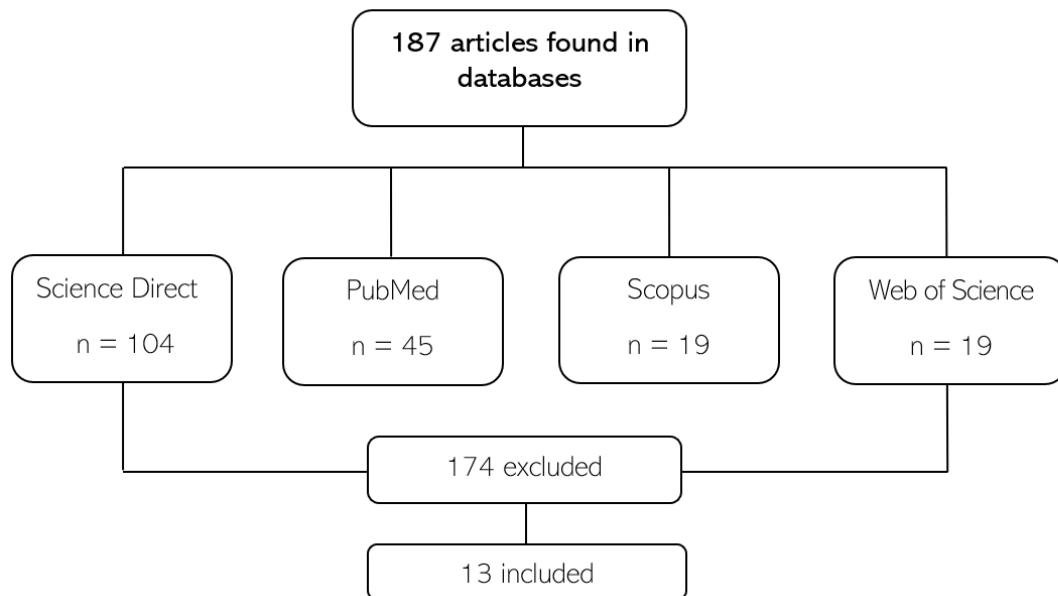 187 articles found in
databases
Science Direct
n = 104
PubMed
n = 45
Scopus
n = 19
Web of Science
n = 19
174 excluded
13 included